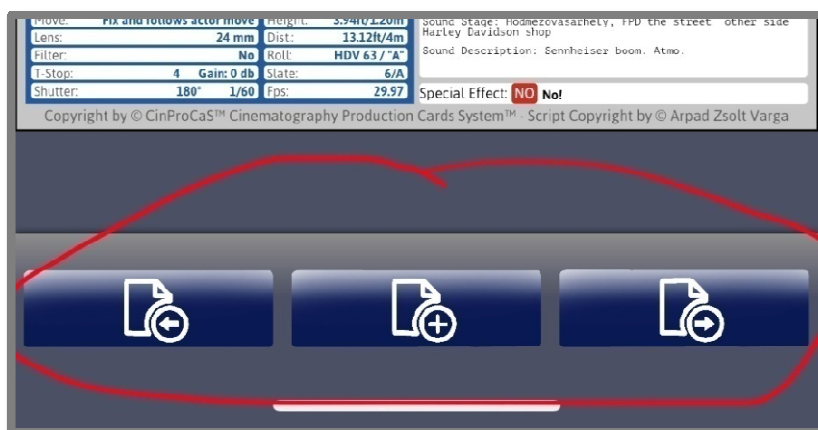 Move: Fix and follows actor move Height: 3.94ft/1.20m
Sound Stage: Hodmezovasarhely, FPD the street other side
Harley Davidson shop
Lens: 24 mm Dist.: 13.12ft/4m
Sound Description: Sennheiser boom. Atmo.
Filter: No Roll: HDV 63 / "A"
T-Stop: 4 Gain: 0 db Slate: 6/A
Shutter: 180° 1/60 Fps: 29.97
Special Effect: NO No!
Copyright by © CinProCaS™ Cinematography Production Cards System™ - Script Copyright by © Arpad Zsolt Varga